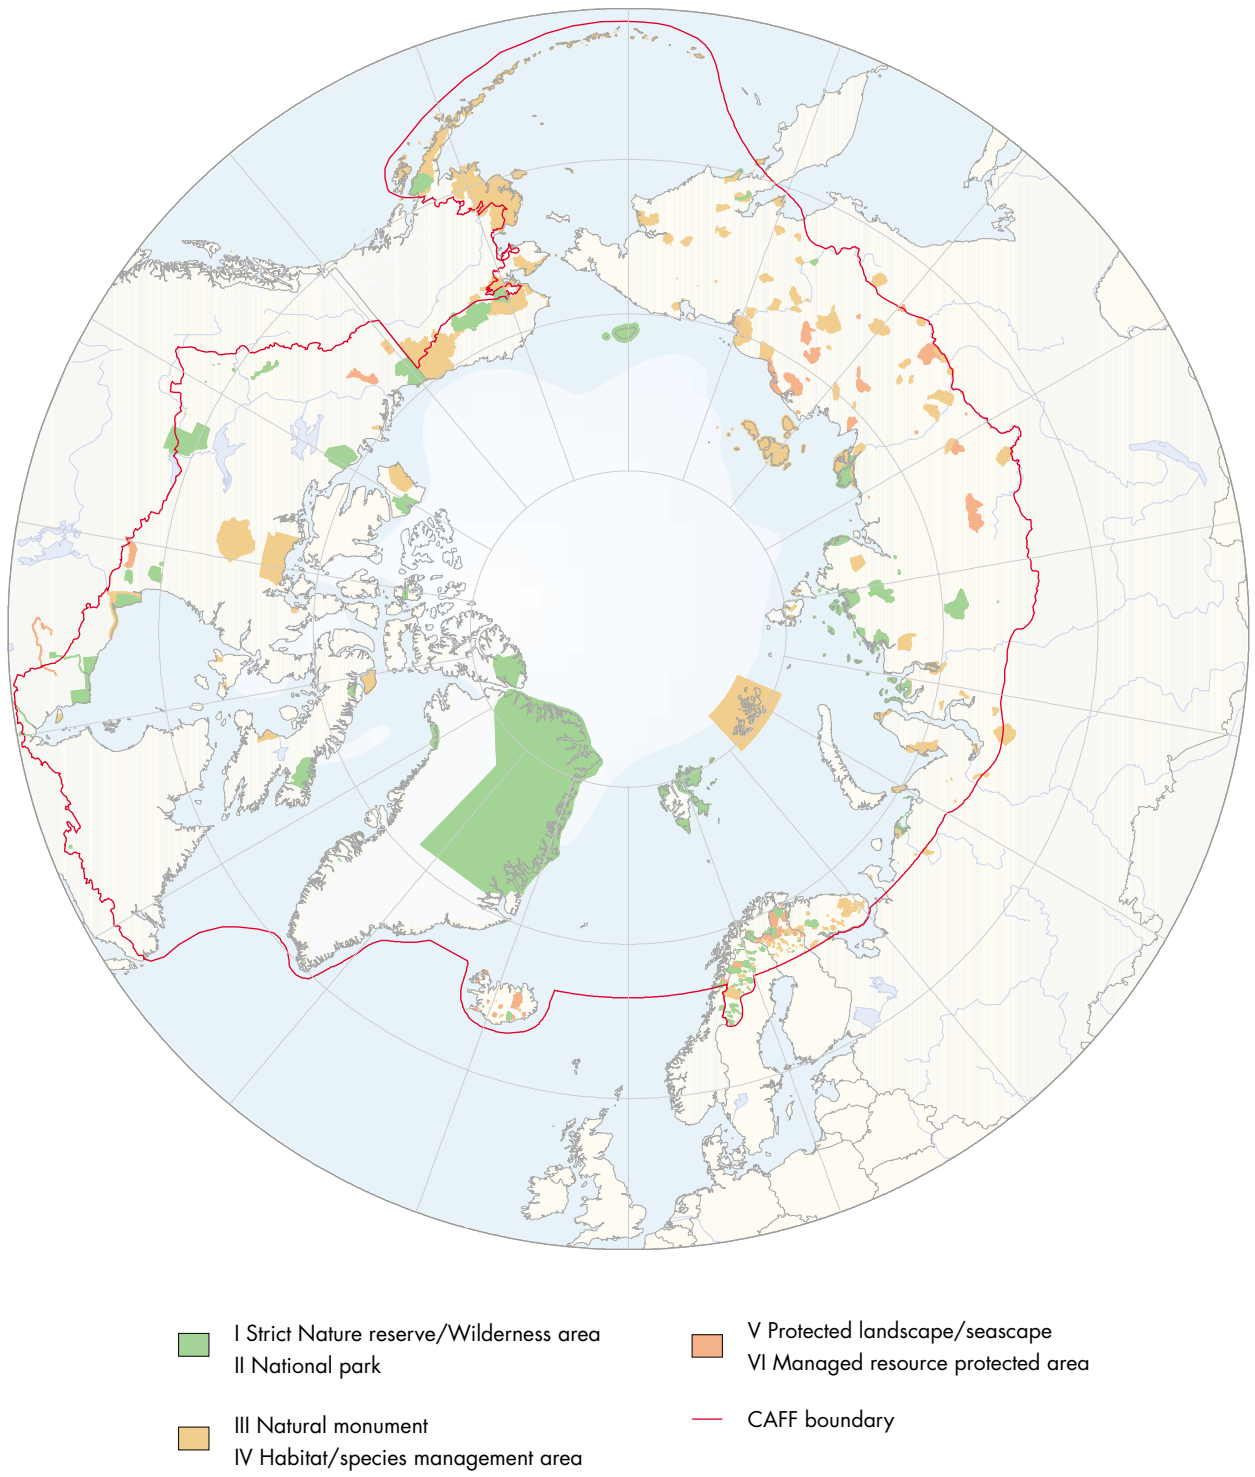 I Strict Nature reserve/Wilderness area
II National park
III Natural monument
IV Habitat/species management area
V Protected landscape/seascape
VI Managed resource protected area
CAFF boundary